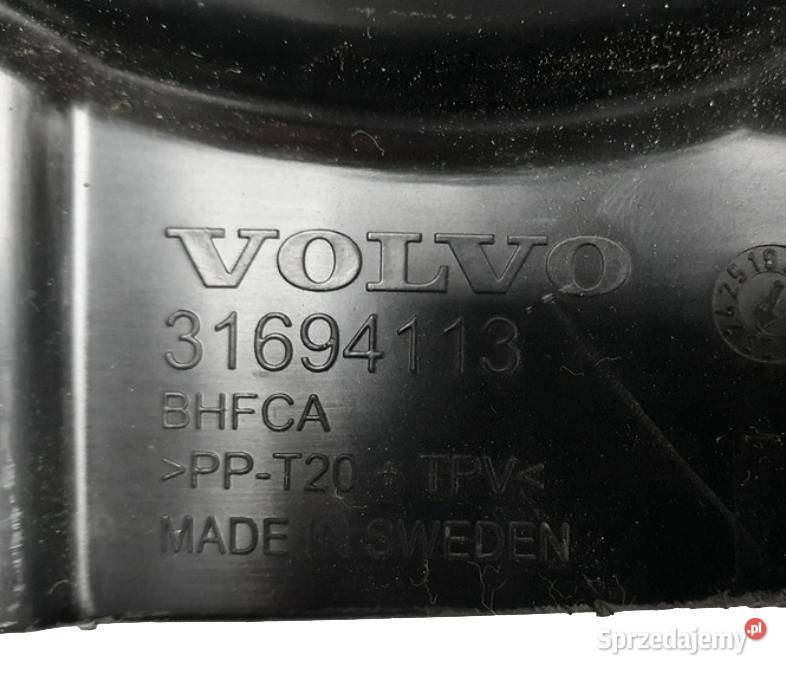 VOLVO
31694113
BHFCA
>PP-T20 + TPV<
MADE IN SWEDEN
Sprzedajemy.pl